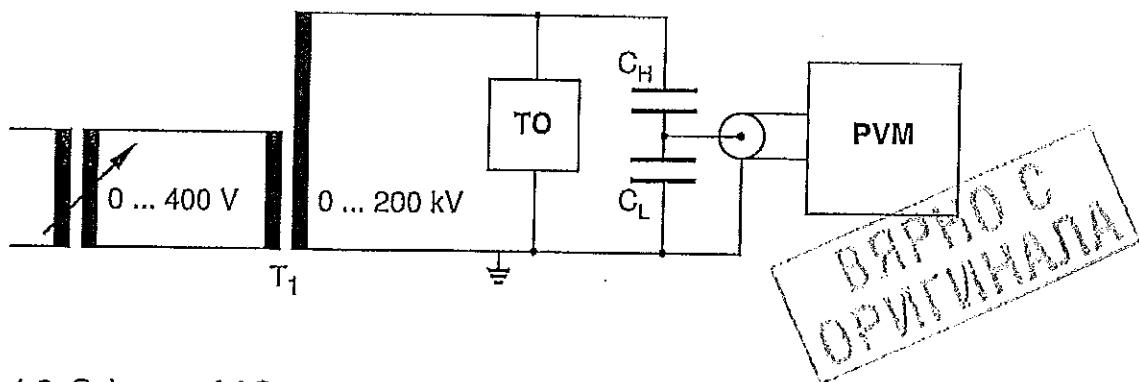 C_H
TO
PVM
0 ... 400 V
0 ... 200 kV
C_L
T_1
ВЯРНО С
ОРИГИНАЛА